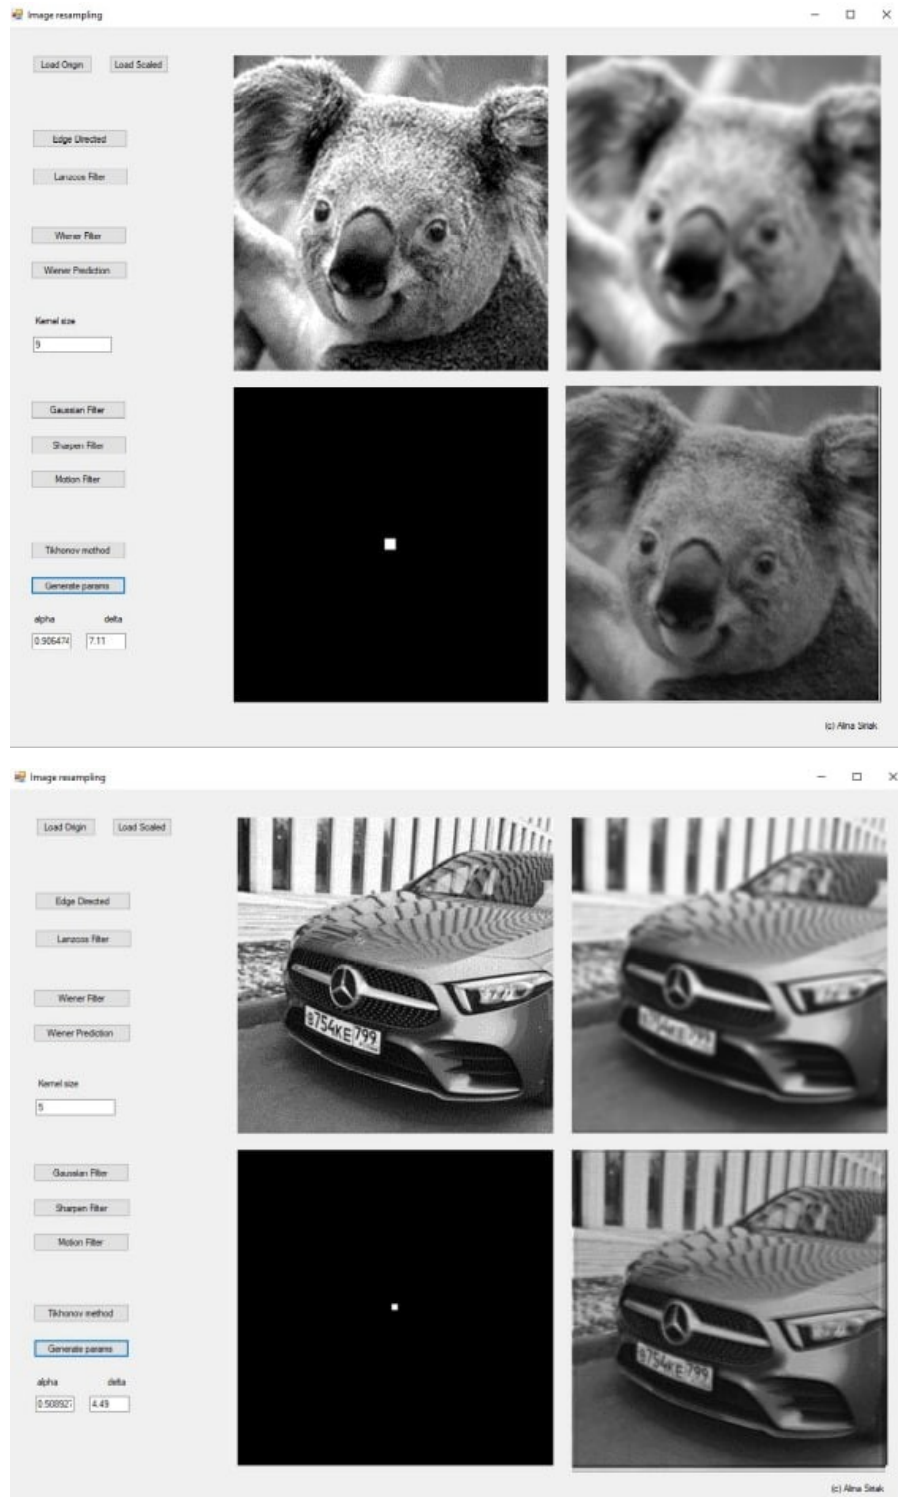 Image resampling
Load Origin Load Scaled
Edge Directed
Lanzcos Filter
Wiener Filter
Wiener Prediction
Kernel size
9
Gaussian Filter
Sharpen Filter
Motion Filter
Tikhonov method
Generate params
alpha delta
0.906474 7.11
(c) Alina Siriak
Image resampling
Load Origin Load Scaled
Edge Directed
Lanzcos Filter
Wiener Filter
Wiener Prediction
Kernel size
5
Gaussian Filter
Sharpen Filter
Motion Filter
Tikhonov method
Generate params
alpha delta
4.49
(c) Alina Siriak
в754ке 799
в754ке 799